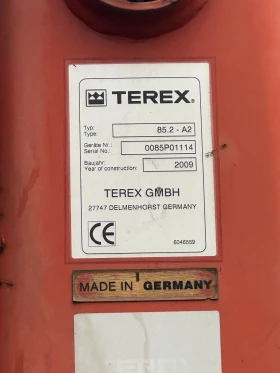 TEREX®
Typ: 85.2 - A2
Type:
Geräte Nr.: 0085P01114
Serial No.:
Baujahr: 2009
Year of construction:
TEREX GMBH
27747 DELMENHORST GERMANY
CE
6046559
MADE IN GERMANY